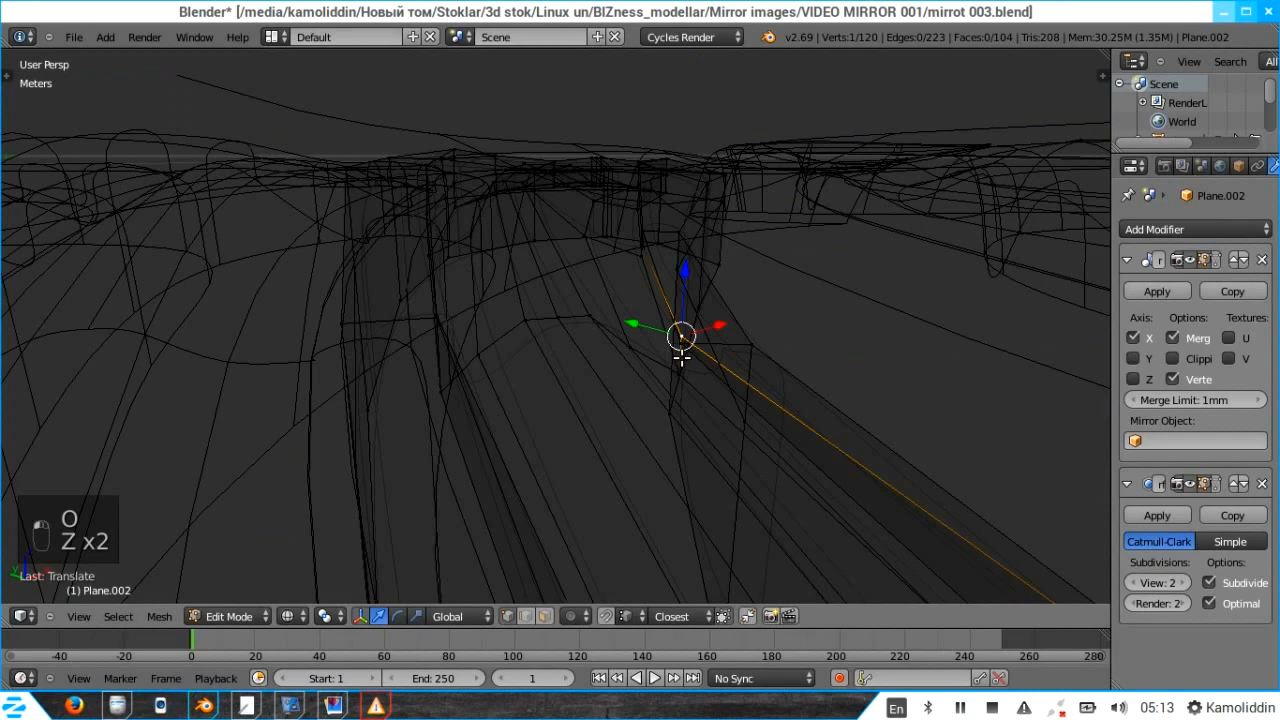 Blender* [/media/kamoliddin/Новый том/Stoklar/3d stok/Linux un/BIZness_modellar/Mirror images/VIDEO MIRROR 001/mirrot 003.blend]
File Add Render Window Help Default Scene Cycles Render v2.69 | Verts:1/120 | Edges:0/223 | Faces:0/104 | Tris:208 | Mem:30.25M (1.35M) | Plane.002
User Persp
Meters
View Search All
Scene
RenderL
World
Plane.002
Add Modifier
Apply Copy
Axis: Options: Textures:
X Merg U
Y Clippi V
Z Verte
Merge Limit: 1mm
Mirror Object:
Apply Copy
Catmull-Clark Simple
Subdivisions: Options:
View: 2 Subdivide
Render: 2 Optimal
O
Z x2
Last: Translate
(1) Plane.002
View Select Mesh Edit Mode Global Closest
-40 -20 0 20 40 60 80 100 120 140 160 180 200 220 240 260 280
View Marker Frame Playback Start: 1 End: 250 1 No Sync
En 05:13 Kamoliddin